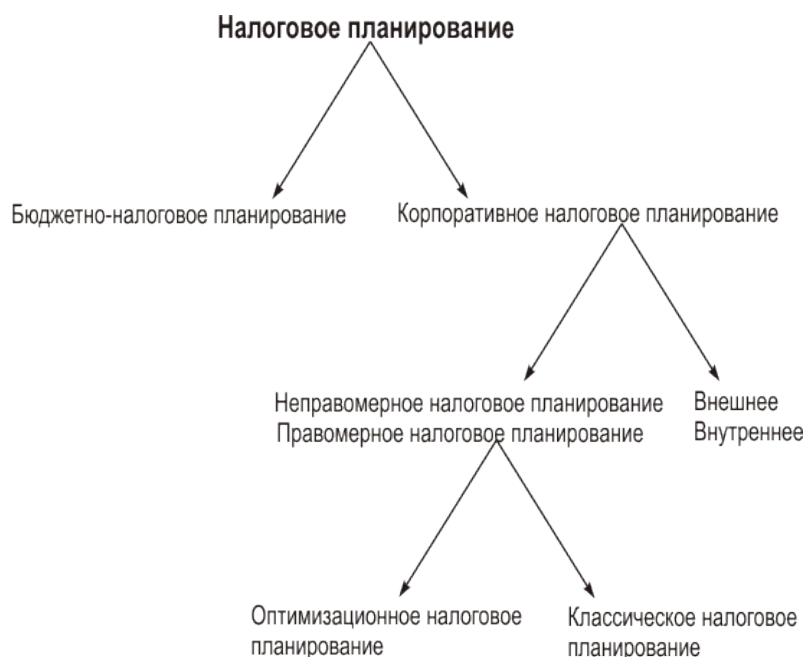 Налоговое планирование
Бюджетно-налоговое планирование
Корпоративное налоговое планирование
Неправомерное налоговое планирование
Правомерное налоговое планирование
Внешнее
Внутреннее
Оптимизационное налоговое
планирование
Классическое налоговое
планирование